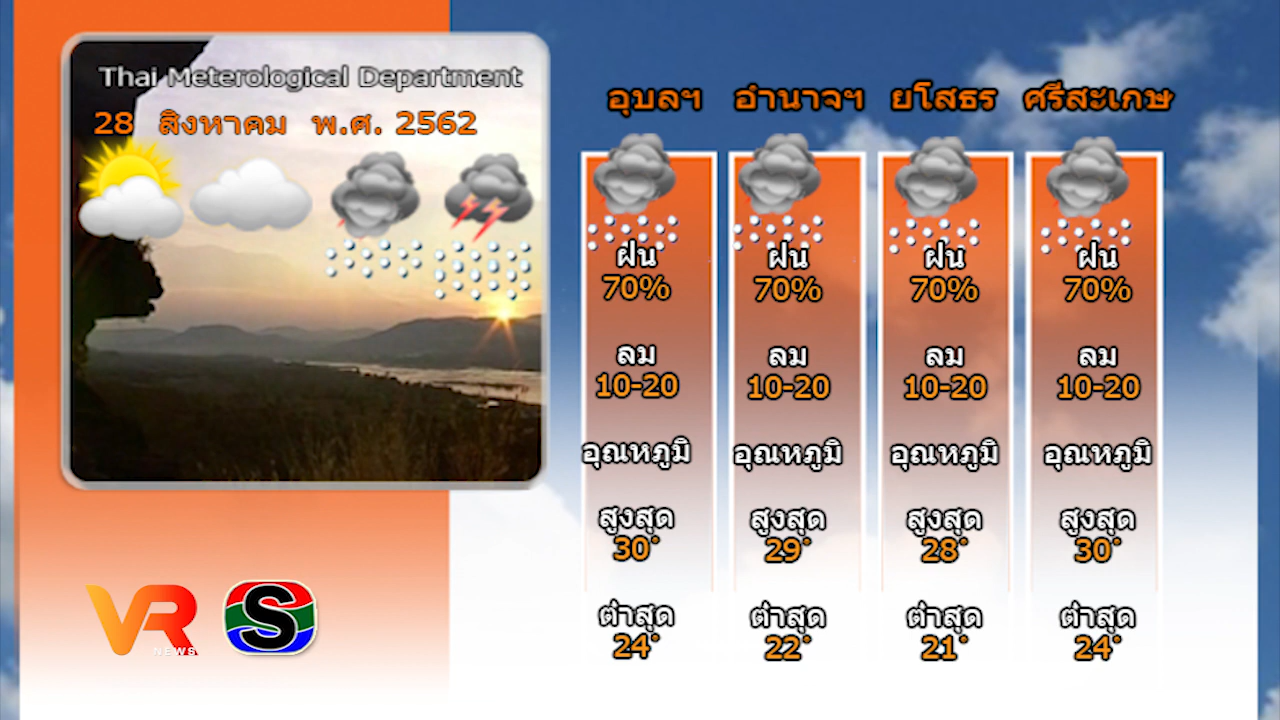 Thai Meterological Department
28 สิงหาคม พ.ศ. 2562
อุบลฯ อำนาจฯ ยโสธร ศรีสะเกษ
ฝน ฝน ฝน ฝน
70% 70% 70% 70%
ลม ลม ลม ลม
10-20 10-20 10-20 10-20
อุณหภูมิ อุณหภูมิ อุณหภูมิ อุณหภูมิ
สูงสุด สูงสุด สูงสุด สูงสุด
30° 29° 28° 30°
ต่ำสุด ต่ำสุด ต่ำสุด ต่ำสุด
24° 22° 21° 24°
VR S
NEWS